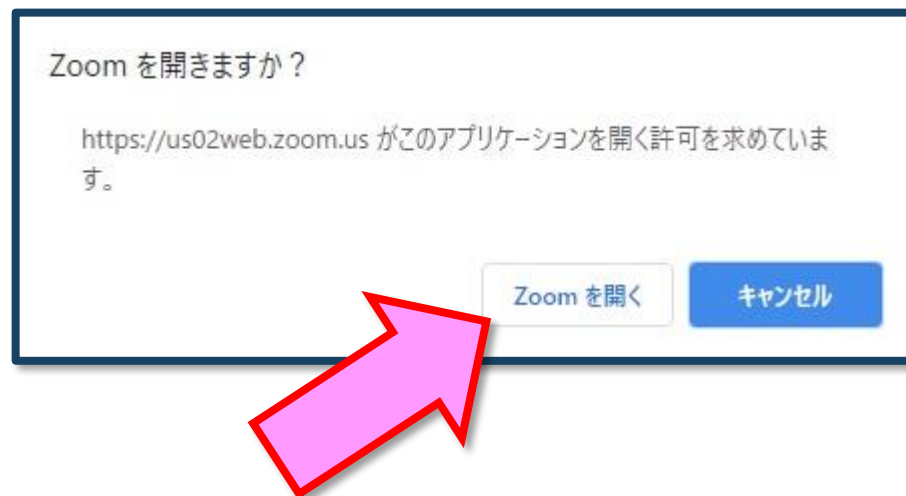 Zoom を開きますか？
https://us02web.zoom.us がこのアプリケーションを開く許可を求めていま
す。
Zoom を開く
キャンセル